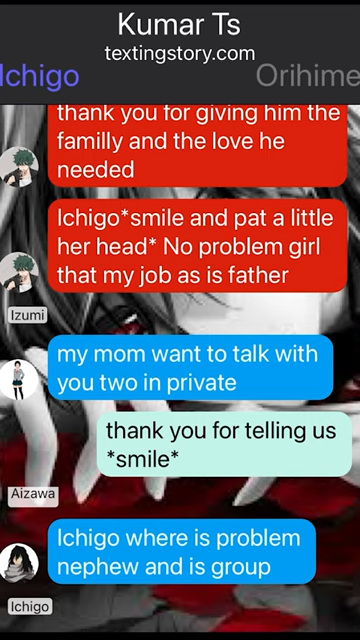 Kumar Ts
textingstory.com
Ichigo
Orihime
thank you for giving him the
familly and the love he
needed
Ichigo*smile and pat a little
her head* No problem girl
that my job as is father
Izumi
my mom want to talk with
you two in private
thank you for telling us
*smile*
Aizawa
Ichigo where is problem
nephew and is group
Ichigo